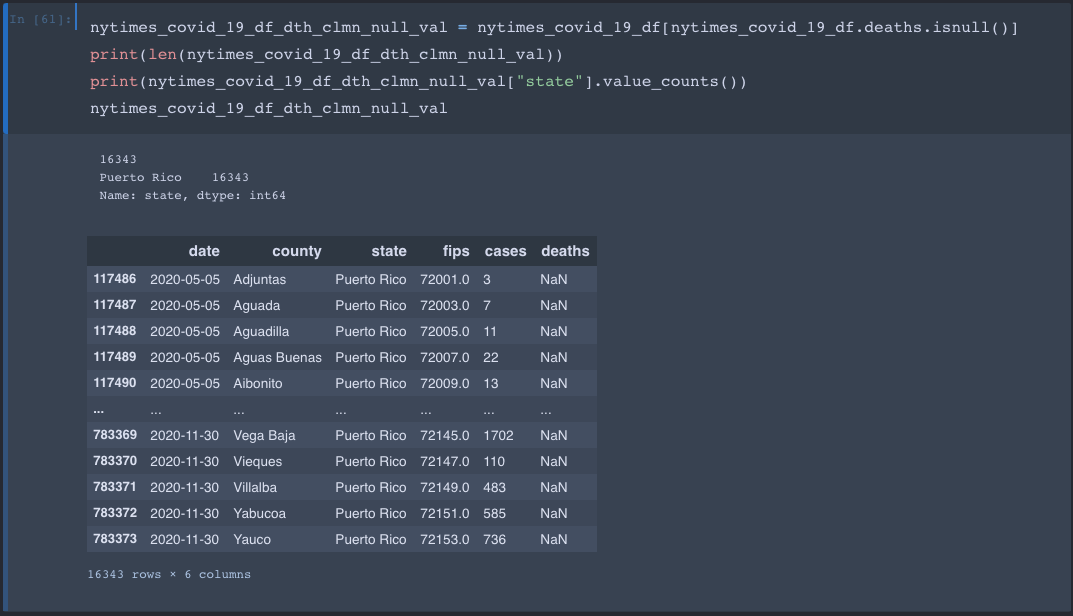 In [61]:
nytimes_covid_19_df_dth_clmn_null_val = nytimes_covid_19_df[nytimes_covid_19_df.deaths.isnull()]
print(len(nytimes_covid_19_df_dth_clmn_null_val))
print(nytimes_covid_19_df_dth_clmn_null_val["state"].value_counts())
nytimes_covid_19_df_dth_clmn_null_val
16343
Puerto Rico    16343
Name: state, dtype: int64
date county state fips cases deaths
117486 2020-05-05 Adjuntas Puerto Rico 72001.0 3 NaN
117487 2020-05-05 Aguada Puerto Rico 72003.0 7 NaN
117488 2020-05-05 Aguadilla Puerto Rico 72005.0 11 NaN
117489 2020-05-05 Aguas Buenas Puerto Rico 72007.0 22 NaN
117490 2020-05-05 Aibonito Puerto Rico 72009.0 13 NaN
... ... ... ... ... ... ...
783369 2020-11-30 Vega Baja Puerto Rico 72145.0 1702 NaN
783370 2020-11-30 Vieques Puerto Rico 72147.0 110 NaN
783371 2020-11-30 Villalba Puerto Rico 72149.0 483 NaN
783372 2020-11-30 Yabucoa Puerto Rico 72151.0 585 NaN
783373 2020-11-30 Yauco Puerto Rico 72153.0 736 NaN
16343 rows × 6 columns